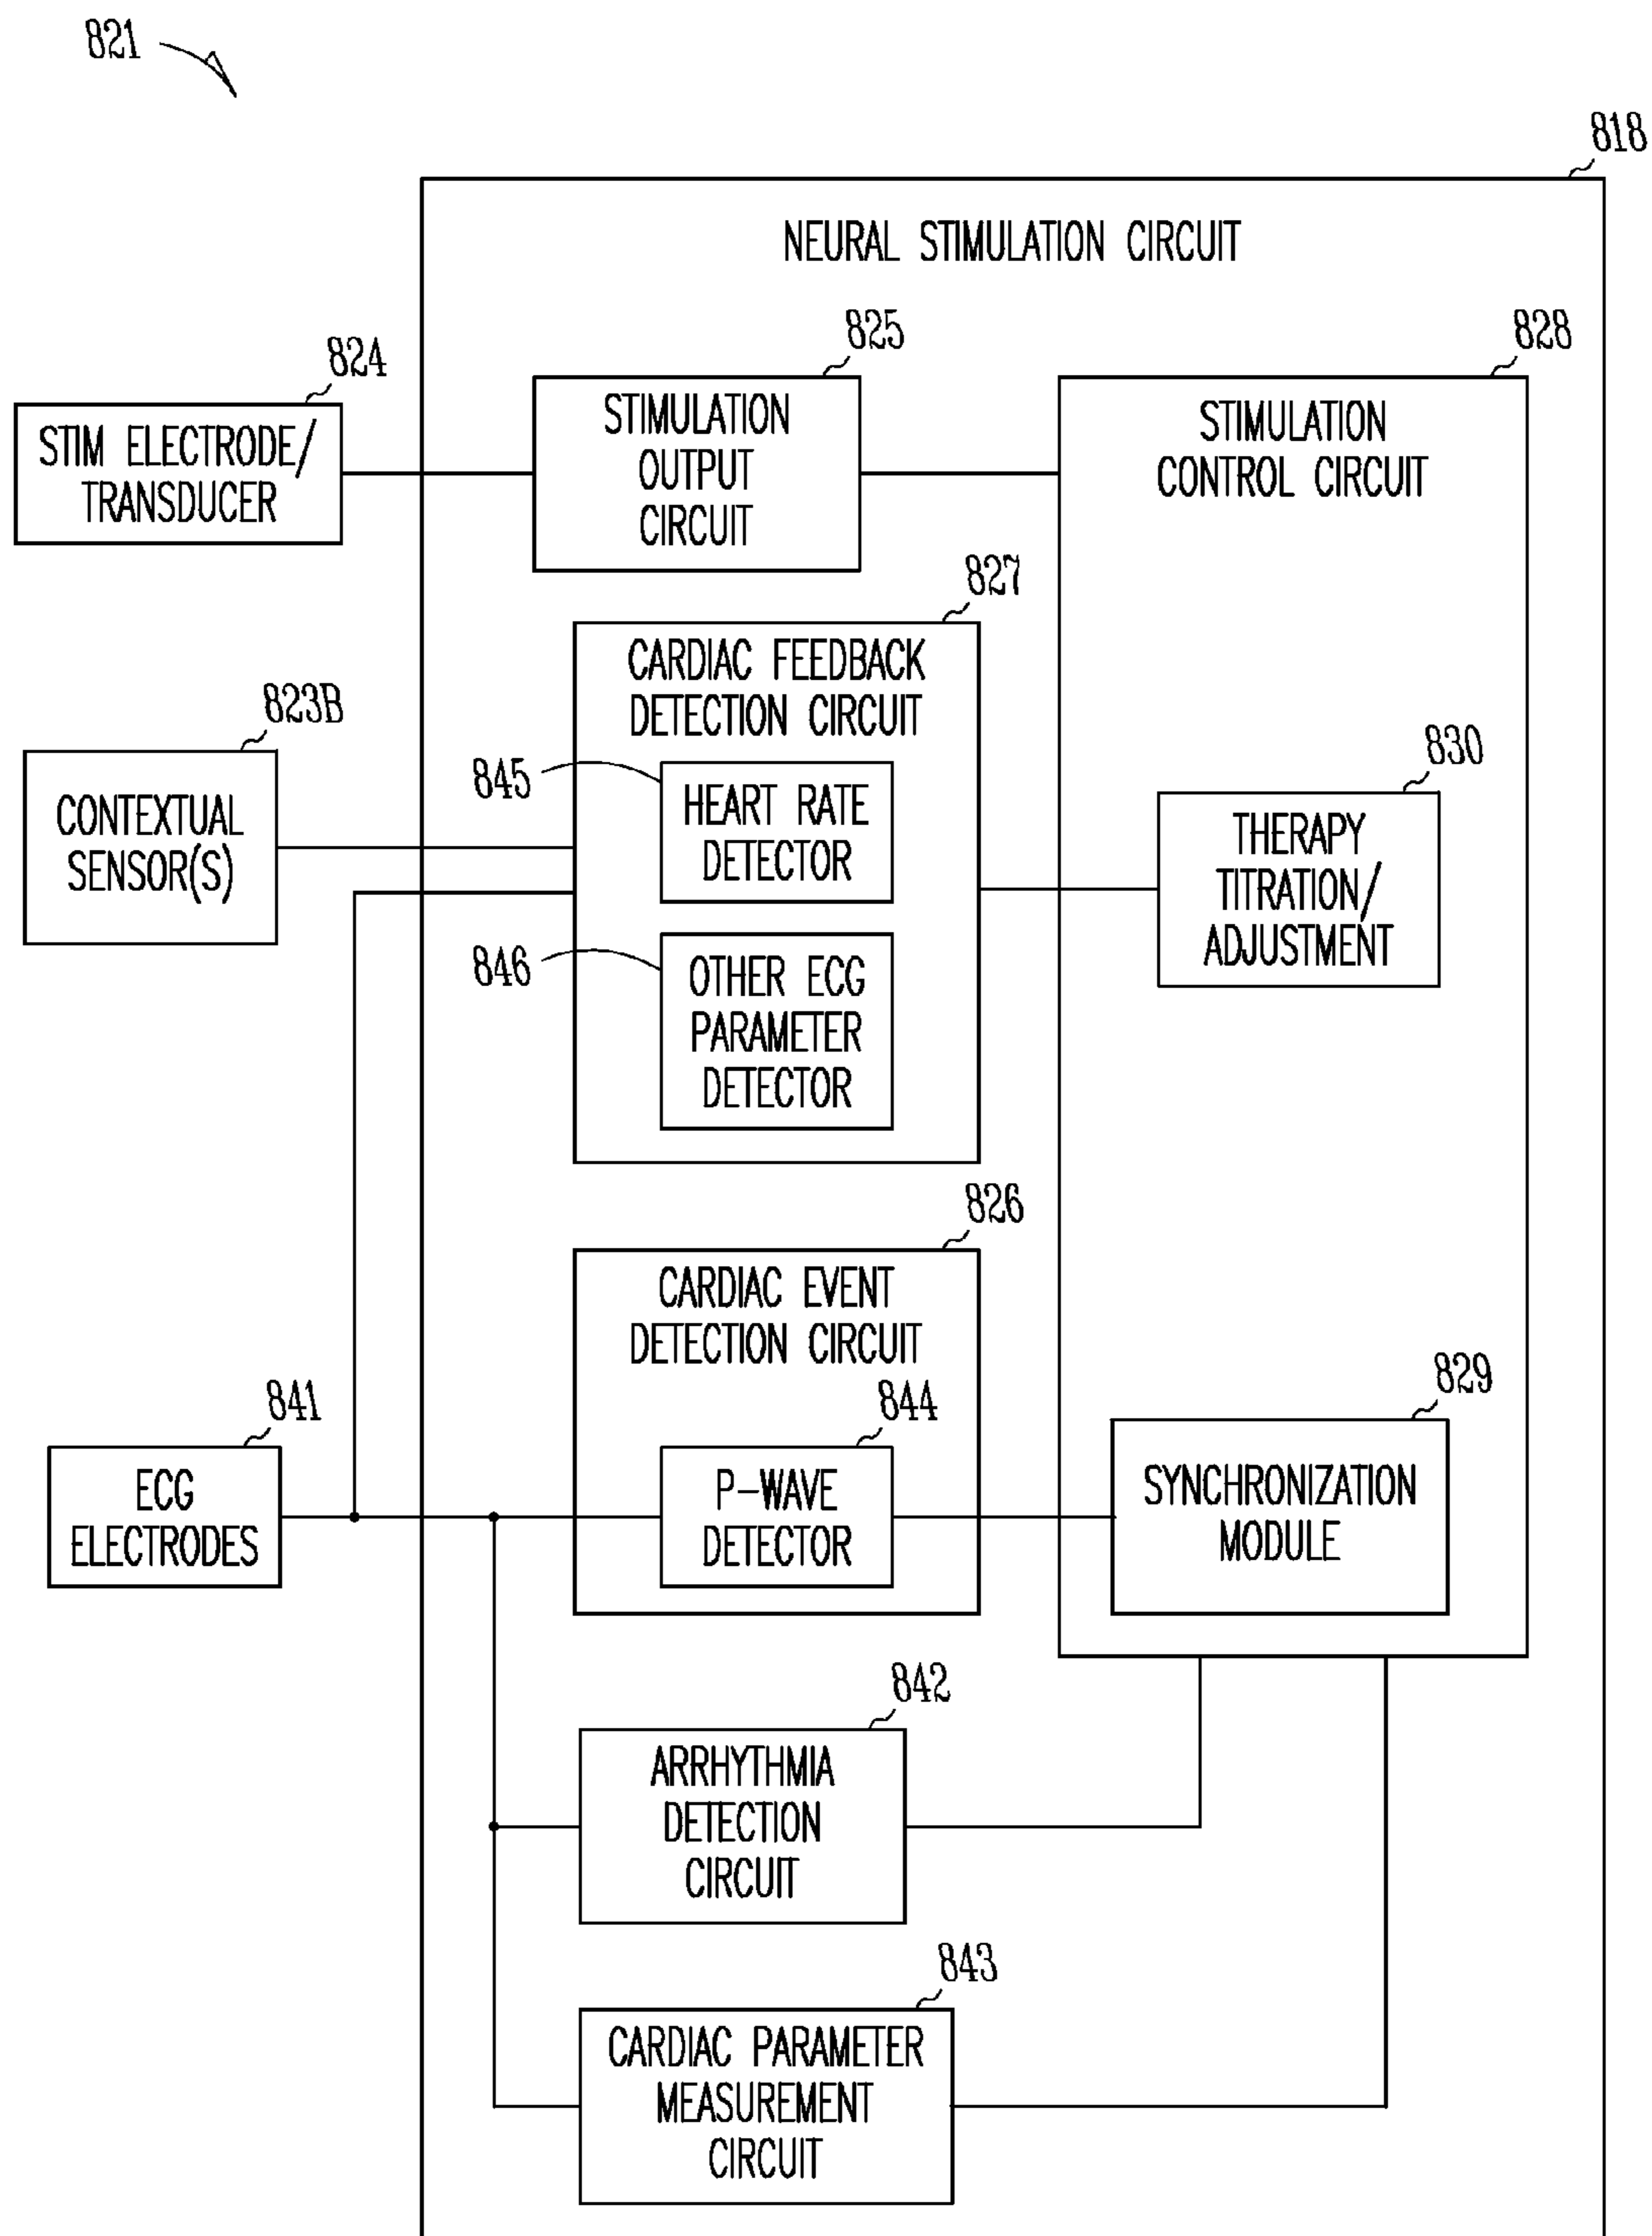 821
818
NEURAL STIMULATION CIRCUIT
824
STIM ELECTRODE/
TRANSDUCER
825
STIMULATION
OUTPUT
CIRCUIT
828
STIMULATION
CONTROL CIRCUIT
827
CARDIAC FEEDBACK
DETECTION CIRCUIT
823B
CONTEXTUAL
SENSOR(S)
845
HEART RATE
DETECTOR
830
THERAPY
TITRATION/
ADJUSTMENT
846
OTHER ECG
PARAMETER
DETECTOR
826
CARDIAC EVENT
DETECTION CIRCUIT
841
ECG
ELECTRODES
844
P-WAVE
DETECTOR
829
SYNCHRONIZATION
MODULE
842
ARRHYTHMIA
DETECTION
CIRCUIT
843
CARDIAC PARAMETER
MEASUREMENT
CIRCUIT